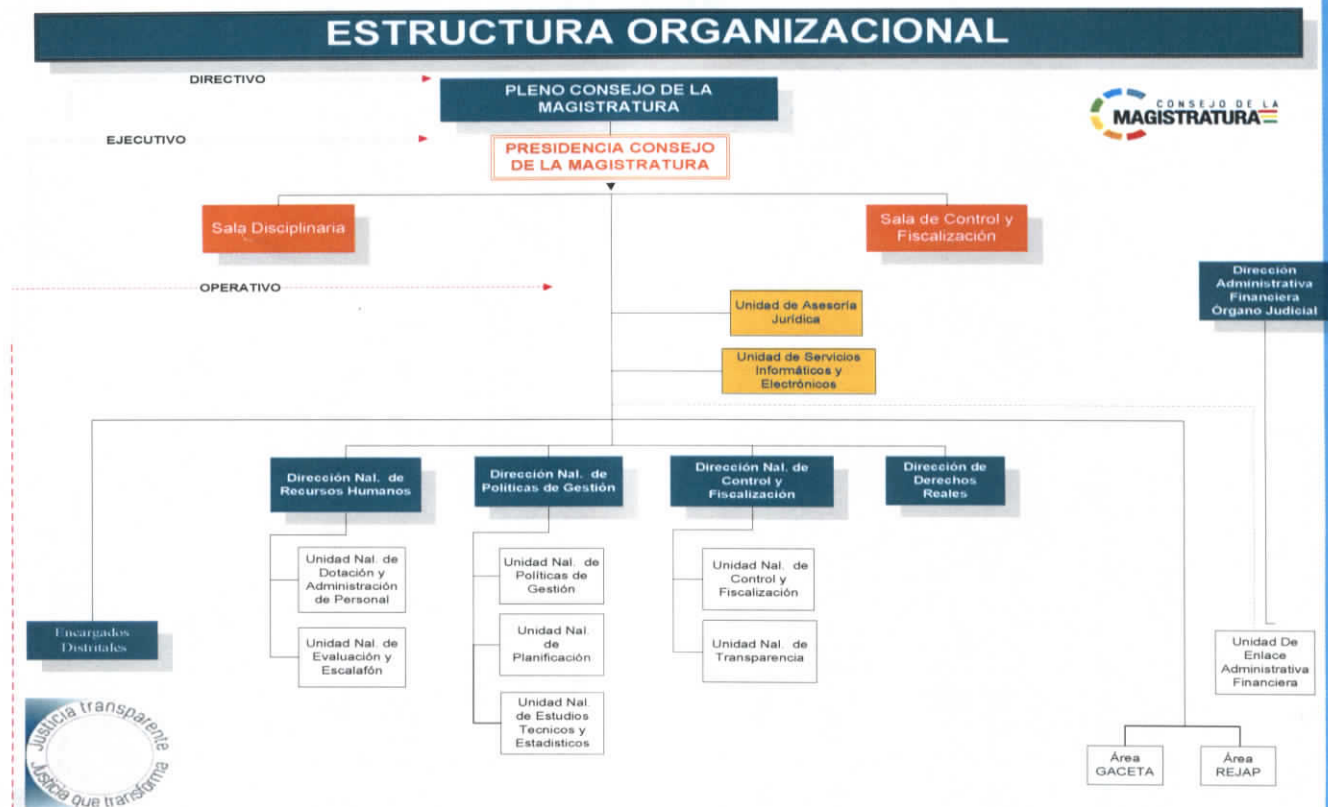 ESTRUCTURA ORGANIZACIONAL
DIRECTIVO
PLENO CONSEJO DE LA
MAGISTRATURA
CONSEJO DE LA
MAGISTRATURA
EJECUTIVO
PRESIDENCIA CONSEJO
DE LA MAGISTRATURA
Sala Disciplinaria
Sala de Control y
Fiscalización
OPERATIVO
Dirección
Administrativa
Financiera
Órgano Judicial
Unidad de Asesoría
Jurídica
Unidad de Servicios
Informáticos y
Electrónicos
Dirección Nal. de
Recursos Humanos
Dirección Nal. de
Políticas de Gestión
Dirección Nal. de
Control y
Fiscalización
Dirección de
Derechos
Reales
Unidad Nal. de
Dotación y
Administración
de Personal
Unidad Nal. de
Políticas de
Gestión
Unidad Nal. de
Control y
Fiscalización
Encargados
Distritales
Unidad Nal. de
Evaluación y
Escalafón
Unidad Nal.
de
Planificación
Unidad Nal. de
Transparencia
Unidad De
Enlace
Administrativa
Financiera
Unidad Nal.
de Estudios
Tecnicos y
Estadisticos
Justicia transparente
Justicia que transforma
Área
GACETA
Área
REJAP